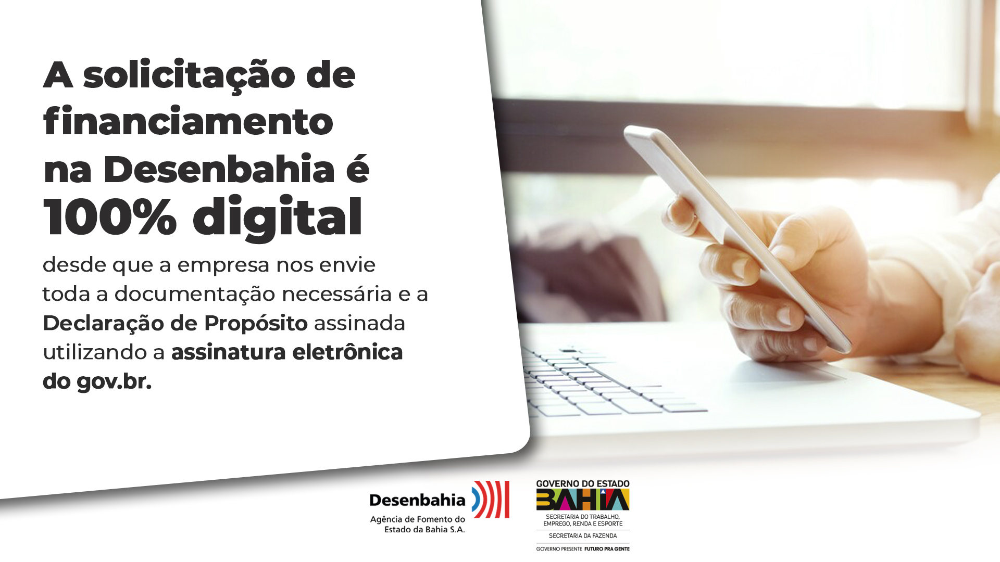 A solicitação de
financiamento
na Desenbahia é
100% digital
desde que a empresa nos envie
toda a documentação necessária e a
Declaração de Propósito assinada
utilizando a assinatura eletrônica
do gov.br.
Desenbahia
Agência de Fomento do
Estado da Bahia S.A.
GOVERNO DO ESTADO
BAHIA
SECRETARIA DO TRABALHO,
EMPREGO, RENDA E ESPORTE
SECRETARIA DA FAZENDA
GOVERNO PRESENTE FUTURO PRA GENTE